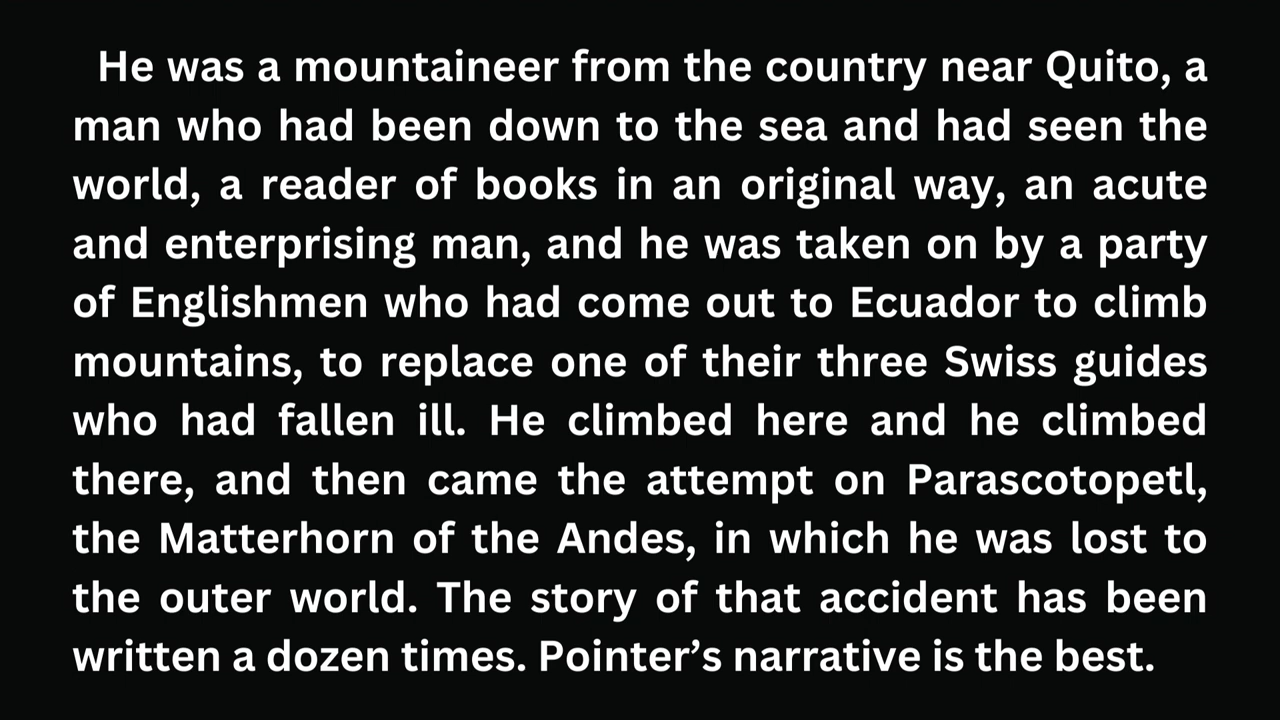 He was a mountaineer from the country near Quito, a
man who had been down to the sea and had seen the
world, a reader of books in an original way, an acute
and enterprising man, and he was taken on by a party
of Englishmen who had come out to Ecuador to climb
mountains, to replace one of their three Swiss guides
who had fallen ill. He climbed here and he climbed
there, and then came the attempt on Parascotopetl,
the Matterhorn of the Andes, in which he was lost to
the outer world. The story of that accident has been
written a dozen times. Pointer’s narrative is the best.